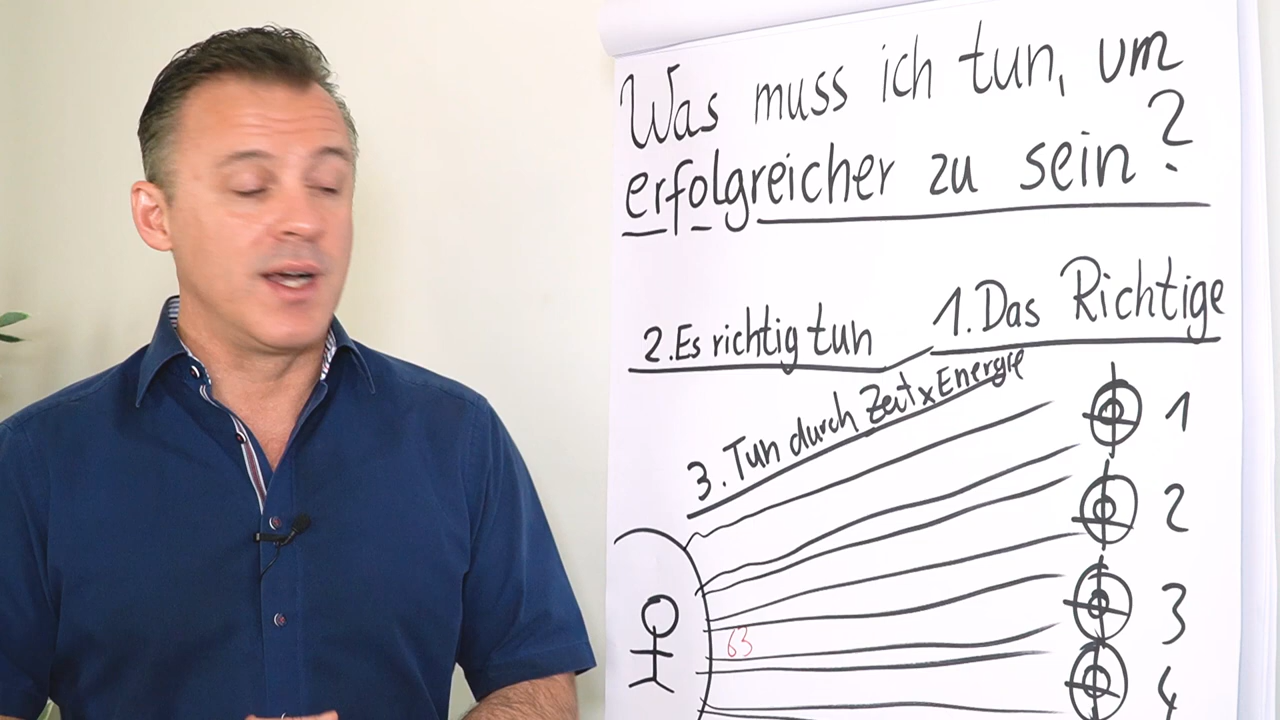 Was muss ich tun, um
erfolgreicher zu sein?
1. Das Richtige
2. Es richtig tun
3. Tun durch Zeit x Energie
1
2
3
4
63